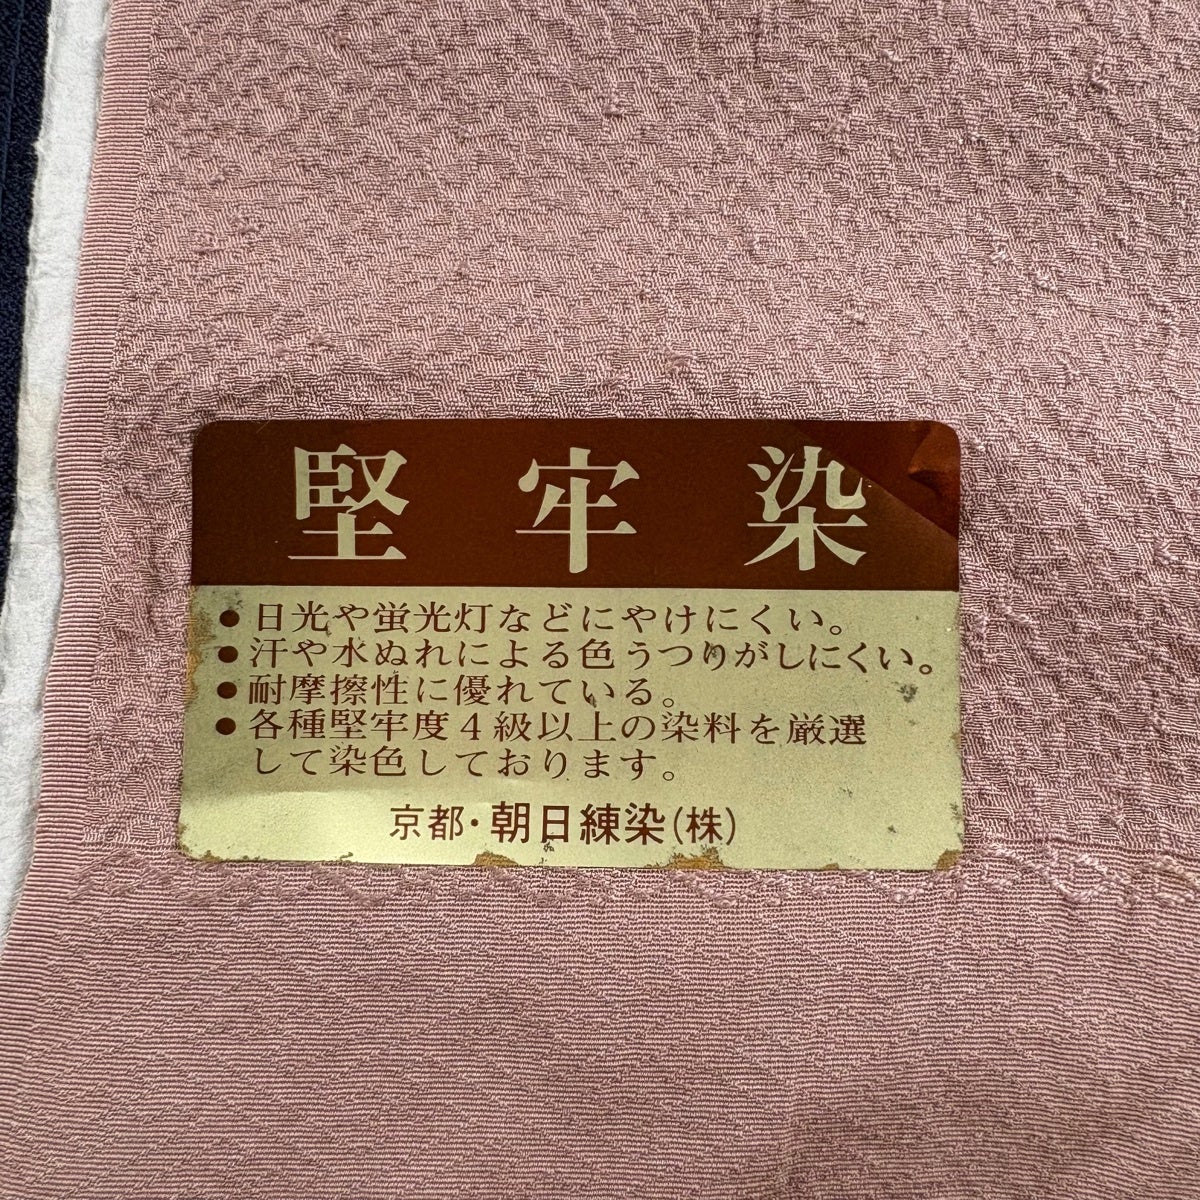 堅牢染
●日光や蛍光灯などにやけにくい。
●汗や水ぬれによる色うつりがしにくい。
●耐摩擦性に優れている。
●各種堅牢度4級以上の染料を厳選
して染色しております。
京都・朝日練染(株)